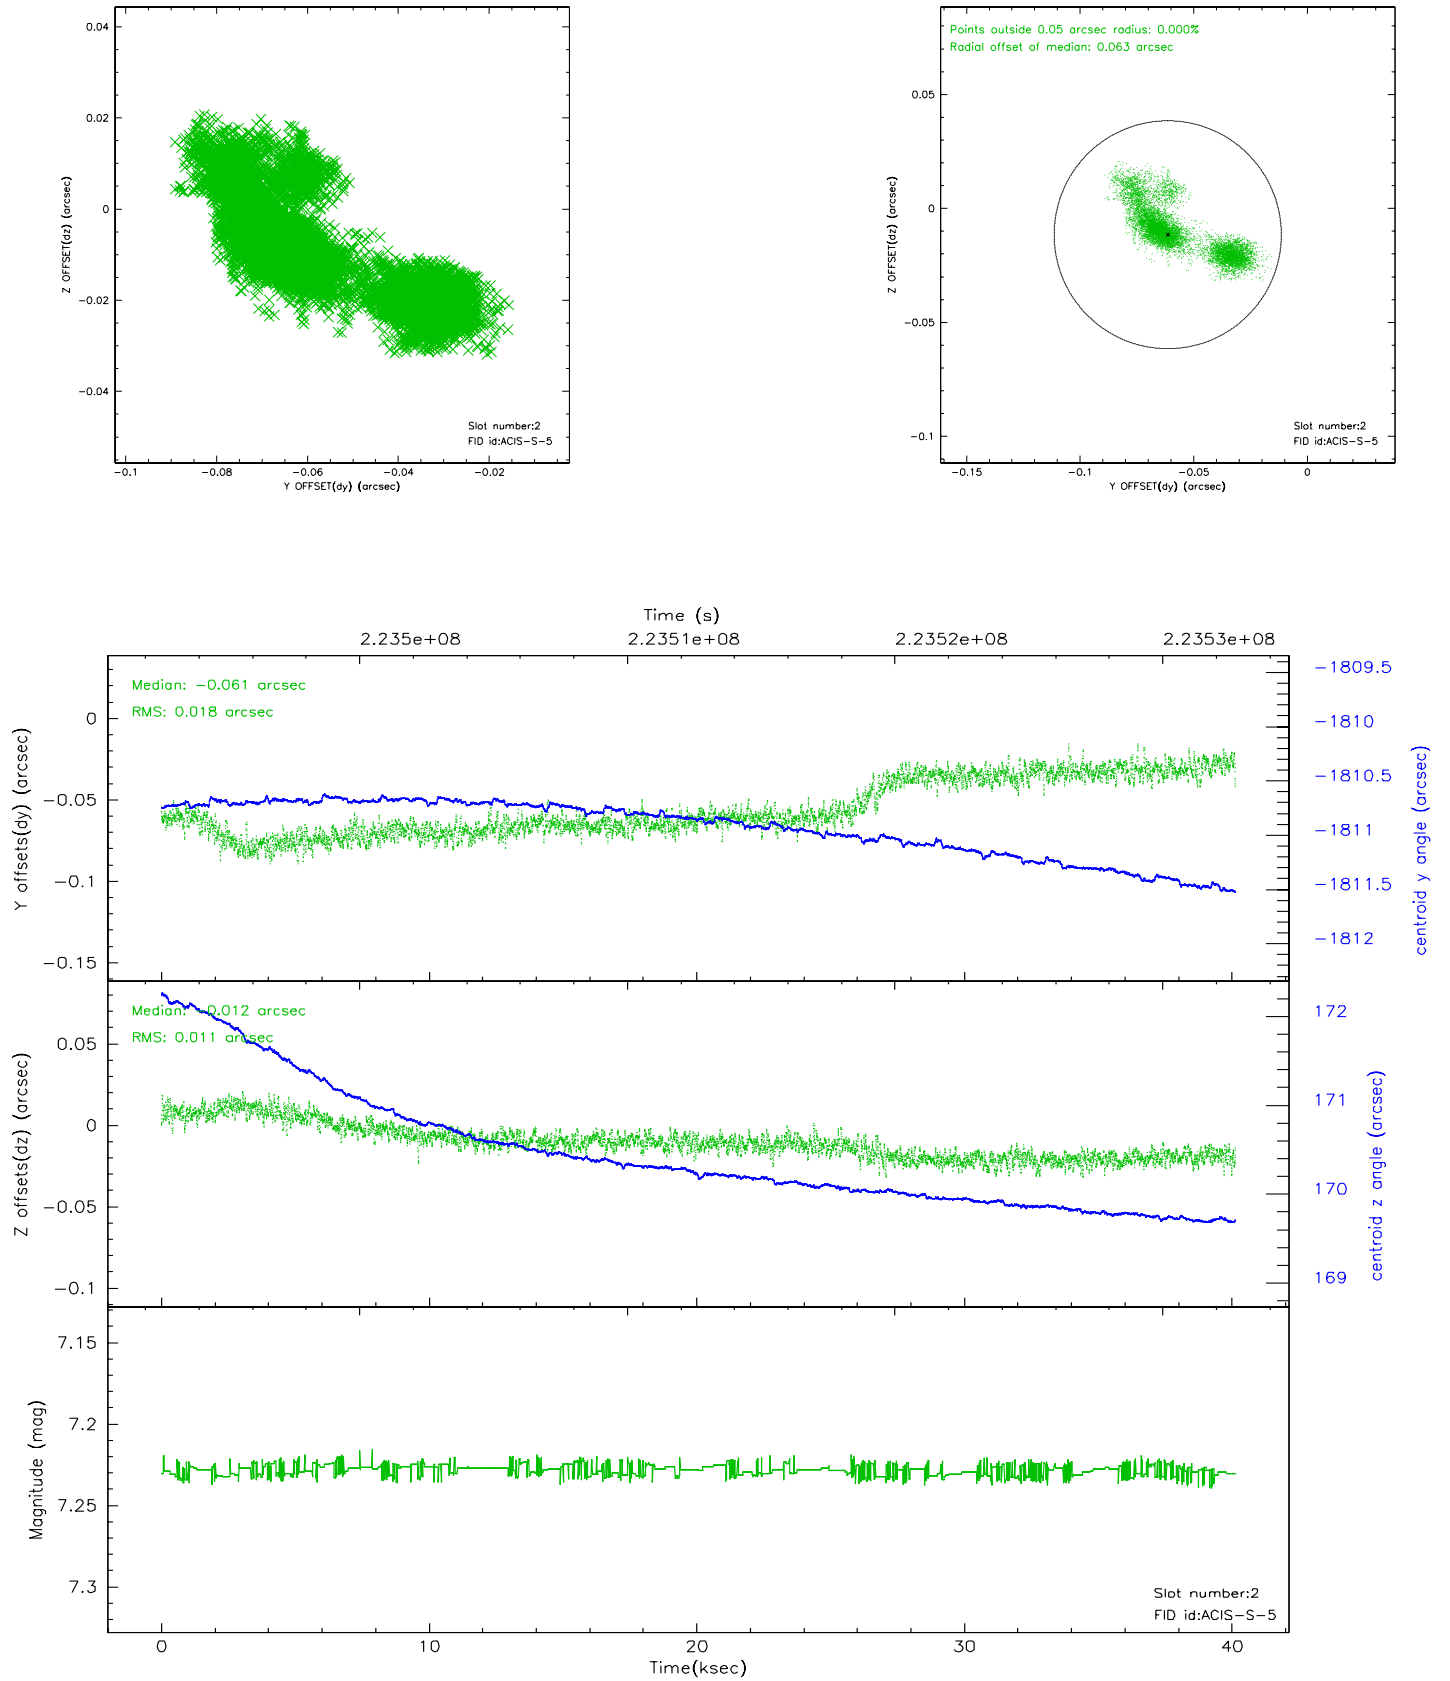 0.04
0.02
0
−0.02
−0.04
Z OFFSET(dz) (arcsec)
Slot number:2
FID id:ACIS−S−5
−0.1
−0.08
−0.06
−0.04
−0.02
Y OFFSET(dy) (arcsec)
Points outside 0.05 arcsec radius: 0.000%
Radial offset of median: 0.063 arcsec
0.05
0
−0.05
−0.1
Z OFFSET(dz) (arcsec)
Slot number:2
FID id:ACIS−S−5
−0.15
−0.1
−0.05
0
Y OFFSET(dy) (arcsec)
Time (s)
2.235e+08
2.2351e+08
2.2352e+08
2.2353e+08
Median: −0.061 arcsec
RMS: 0.018 arcsec
0
−0.05
−0.1
−0.15
Y offsets(dy) (arcsec)
−1809.5
−1810
−1810.5
−1811
−1811.5
−1812
centroid y angle (arcsec)
Median: −0.012 arcsec
RMS: 0.011 arcsec
0.05
0
−0.05
−0.1
Z offsets(dz) (arcsec)
172
171
170
169
centroid z angle (arcsec)
7.15
7.2
7.25
7.3
Magnitude (mag)
Slot number:2
FID id:ACIS−S−5
0
10
20
30
40
Time(ksec)